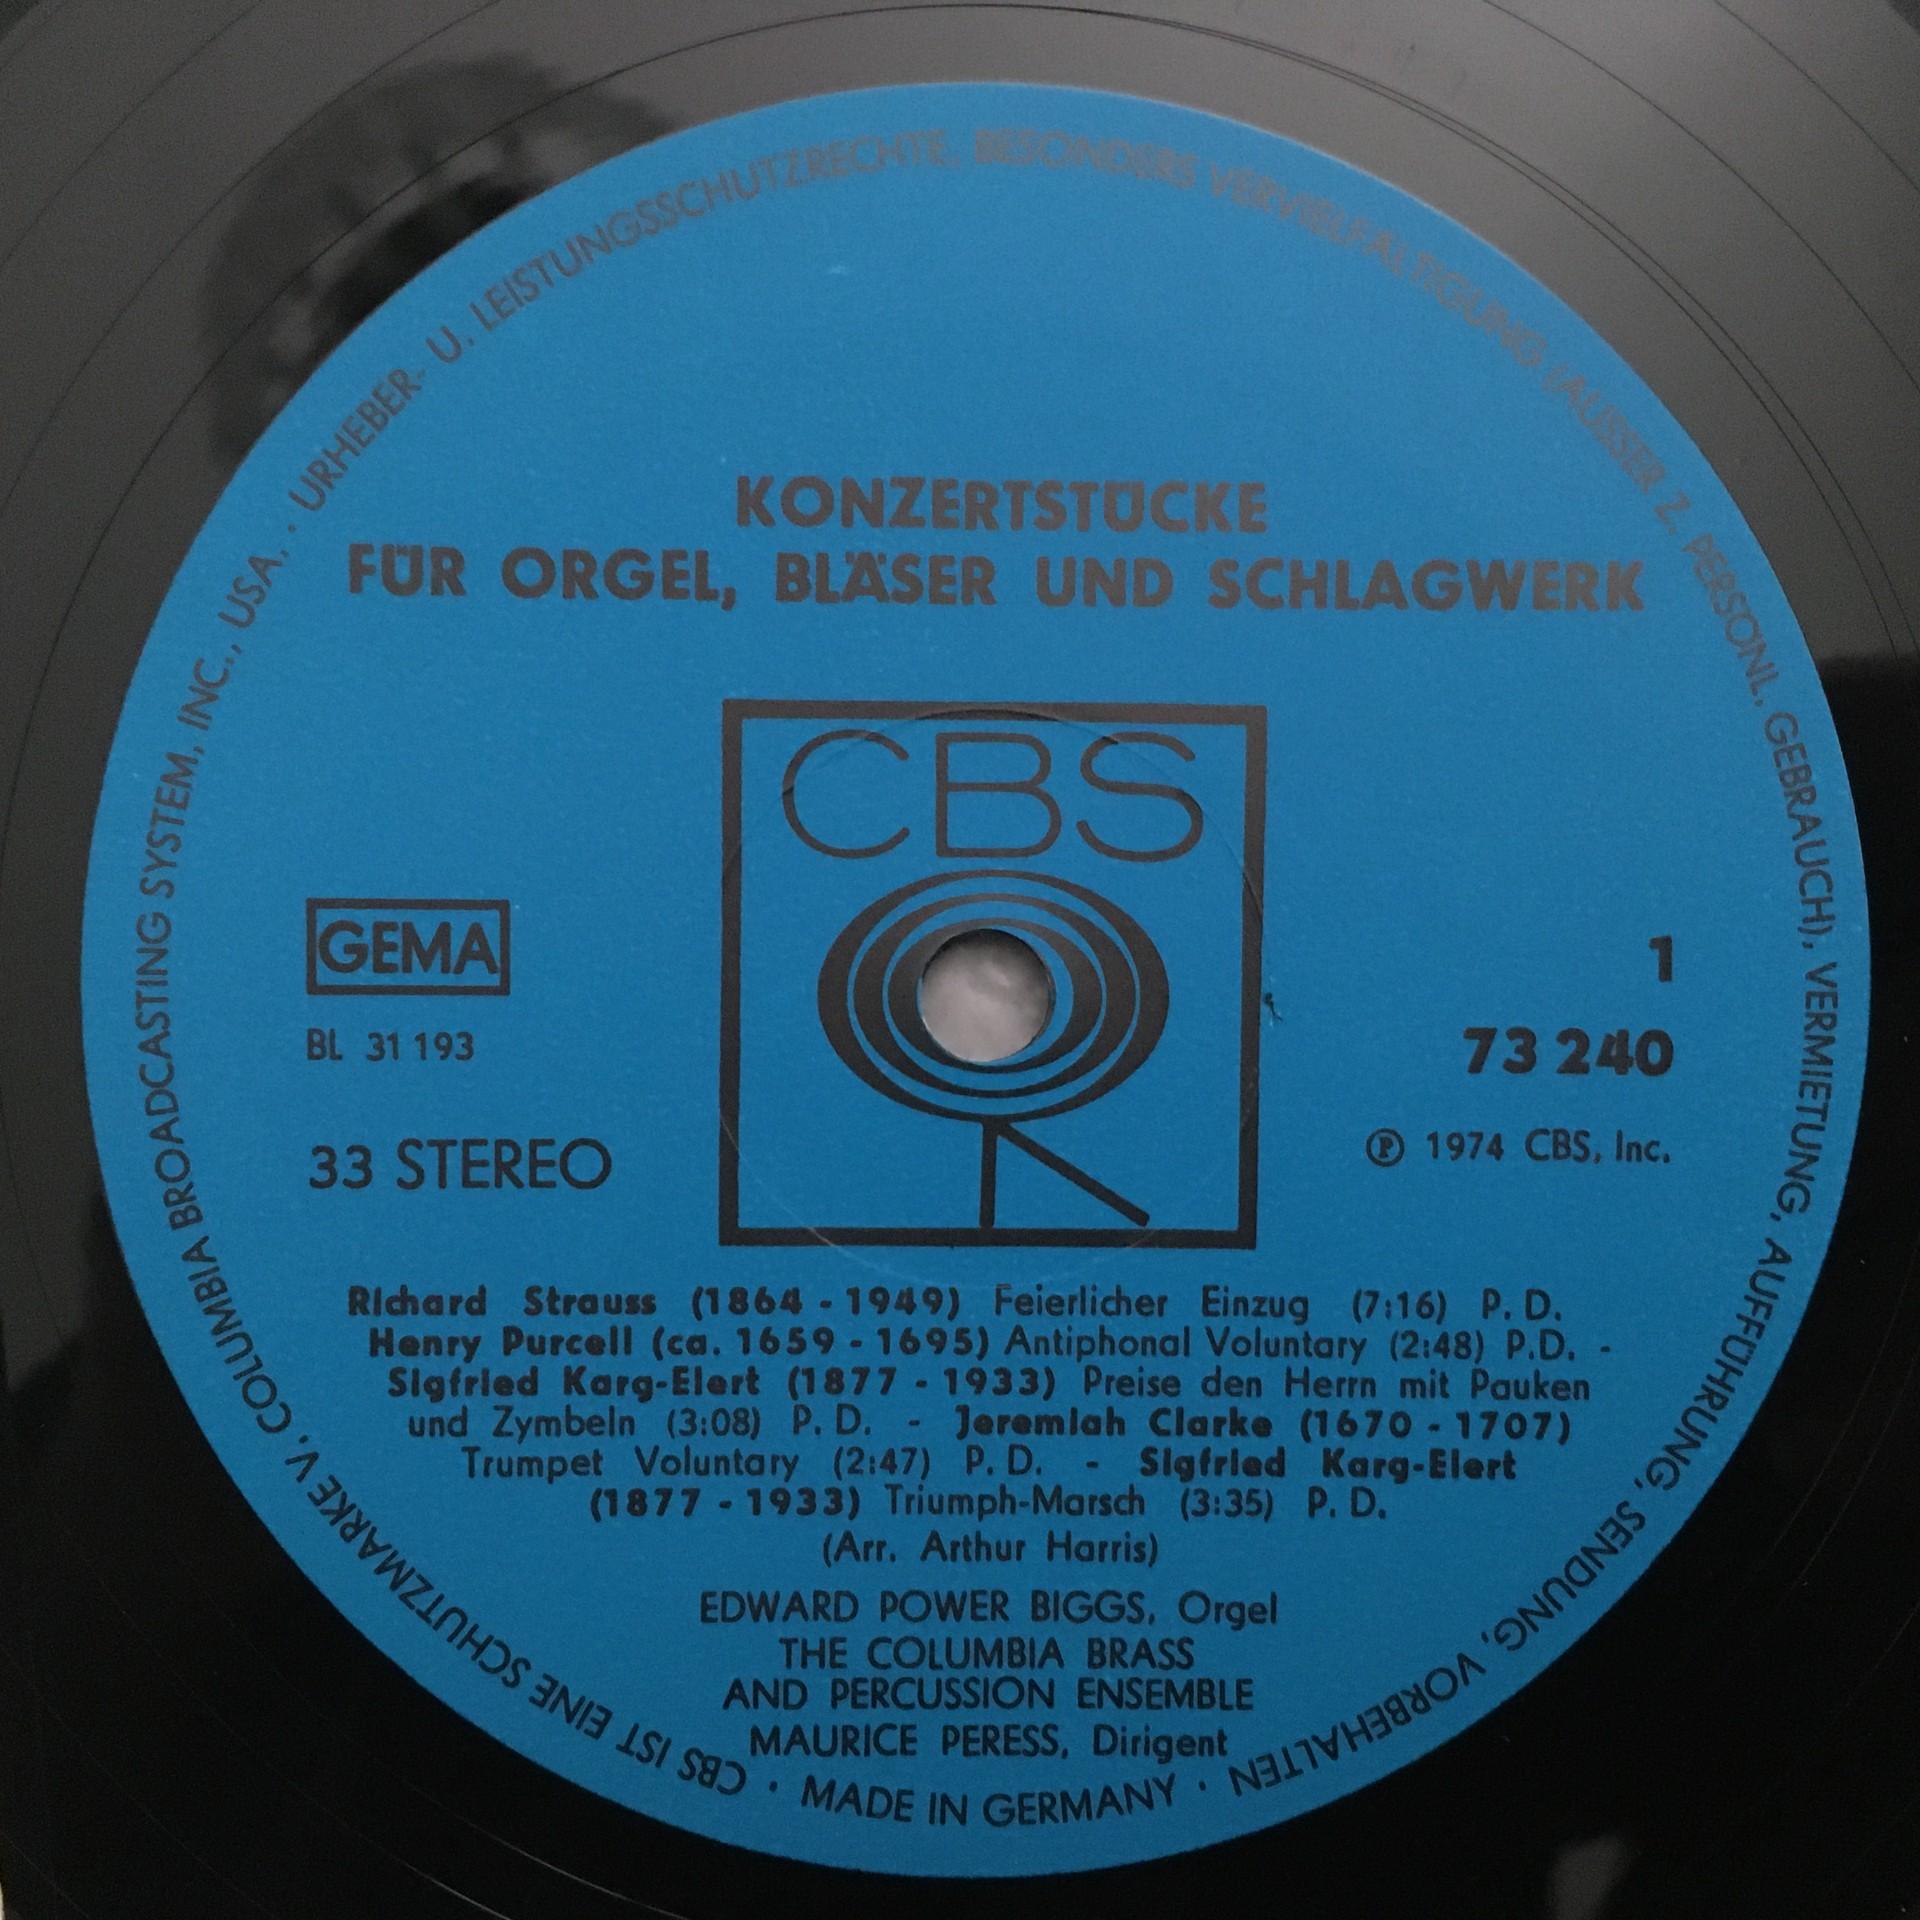 KONZERTSTÜCKE
FÜR ORGEL, BLÄSER UND SCHLAGWERK
CBS
GEMA
BL 31 193
33 STEREO
1
73 240
℗ 1974 CBS, Inc.
Richard Strauss (1864 - 1949) Feierlicher Einzug (7:16) P. D.
Henry Purcell (ca. 1659 - 1695) Antiphonal Voluntary (2:48) P.D. -
Sigfried Karg-Elert (1877 - 1933) Preise den Herrn mit Pauken
und Zymbeln (3:08) P. D. - Jeremiah Clarke (1670 - 1707)
Trumpet Voluntary (2:47) P. D. - Sigfried Karg-Elert
(1877 - 1933) Triumph-Marsch (3:35) P. D.
(Arr. Arthur Harris)
EDWARD POWER BIGGS, Orgel
THE COLUMBIA BRASS
AND PERCUSSION ENSEMBLE
MAURICE PERESS, Dirigent
CBS IST EINE SCHUTZMARKE V. COLUMBIA BROADCASTING SYSTEM, INC., USA. · URHEBER- U. LEISTUNGSSCHUTZRECHTE, BESONDERS VERVIELFÄLTIGUNG (AUSSER Z. PERSÖNL. GEBRAUCH), VERMIETUNG, AUFFÜHRUNG, SENDUNG, VORBEHALTEN · MADE IN GERMANY ·